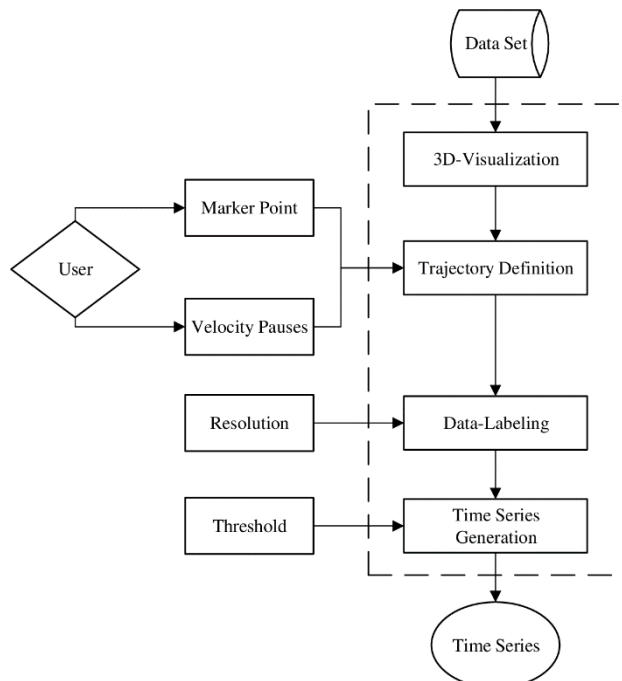 Data Set
3D-Visualization
Marker Point
User
Trajectory Definition
Velocity Pauses
Resolution
Data-Labeling
Threshold
Time Series
Generation
Time Series